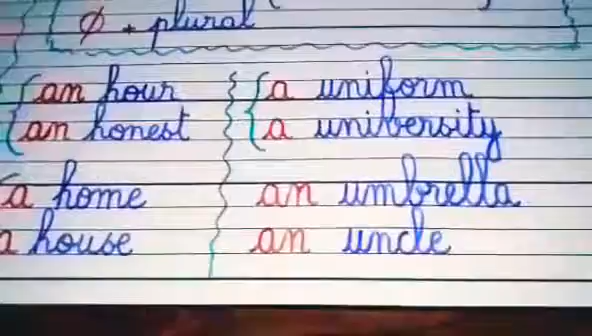 Ø + plural
an hour
an honest
a home
a house
a uniform
a university
an umbrella
an uncle